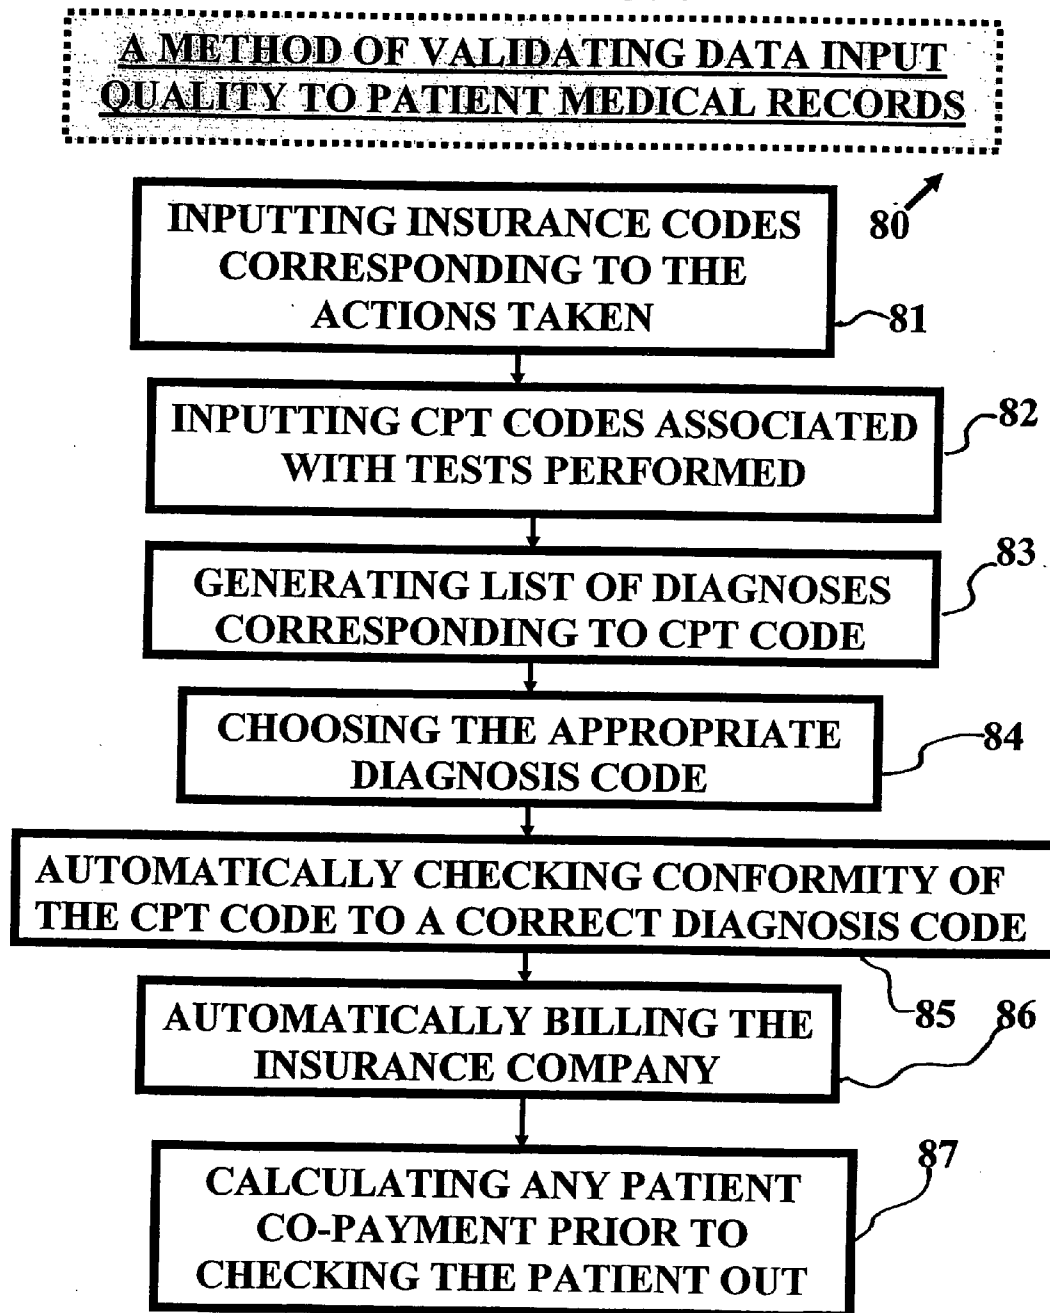 A METHOD OF VALIDATING DATA INPUT
QUALITY TO PATIENT MEDICAL RECORDS
80
INPUTTING INSURANCE CODES
CORRESPONDING TO THE
ACTIONS TAKEN
81
INPUTTING CPT CODES ASSOCIATED
WITH TESTS PERFORMED
82
GENERATING LIST OF DIAGNOSES
CORRESPONDING TO CPT CODE
83
CHOOSING THE APPROPRIATE
DIAGNOSIS CODE
84
AUTOMATICALLY CHECKING CONFORMITY OF
THE CPT CODE TO A CORRECT DIAGNOSIS CODE
85
AUTOMATICALLY BILLING THE
INSURANCE COMPANY
86
CALCULATING ANY PATIENT
CO-PAYMENT PRIOR TO
CHECKING THE PATIENT OUT
87